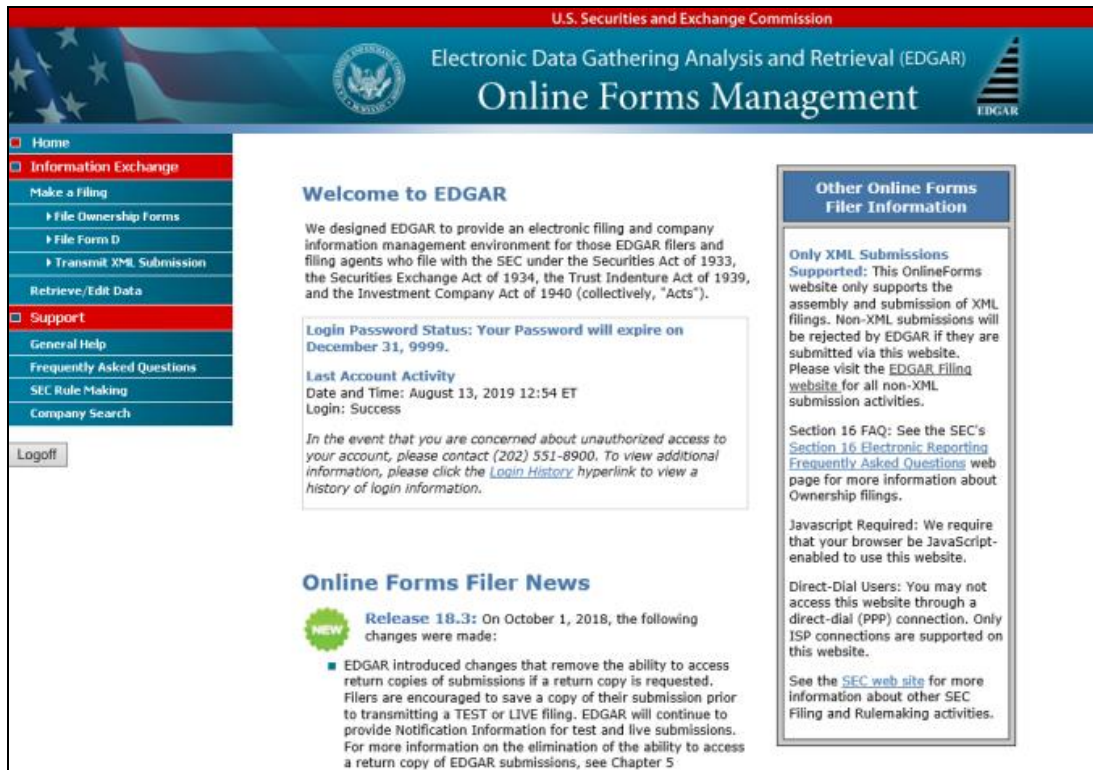 U.S. Securities and Exchange Commission
Electronic Data Gathering Analysis and Retrieval (EDGAR)
Online Forms Management
EDGAR
Home
Information Exchange
Make a Filing
File Ownership Forms
File Form D
Transmit XML Submission
Retrieve/Edit Data
Support
General Help
Frequently Asked Questions
SEC Rule Making
Company Search
Logoff
Welcome to EDGAR
We designed EDGAR to provide an electronic filing and company
information management environment for those EDGAR filers and
filing agents who file with the SEC under the Securities Act of 1933,
the Securities Exchange Act of 1934, the Trust Indenture Act of 1939,
and the Investment Company Act of 1940 (collectively, "Acts").
Login Password Status: Your Password will expire on
December 31, 9999.
Last Account Activity
Date and Time: August 13, 2019 12:54 ET
Login: Success
In the event that you are concerned about unauthorized access to
your account, please contact (202) 551-8900. To view additional
information, please click the Login History hyperlink to view a
history of login information.
Online Forms Filer News
NEW
Release 18.3: On October 1, 2018, the following
changes were made:
EDGAR introduced changes that remove the ability to access
return copies of submissions if a return copy is requested.
Filers are encouraged to save a copy of their submission prior
to transmitting a TEST or LIVE filing. EDGAR will continue to
provide Notification Information for test and live submissions.
For more information on the elimination of the ability to access
a return copy of EDGAR submissions, see Chapter 5
Other Online Forms
Filer Information
Only XML Submissions
Supported: This OnlineForms
website only supports the
assembly and submission of XML
filings. Non-XML submissions will
be rejected by EDGAR if they are
submitted via this website.
Please visit the EDGAR Filing
website for all non-XML
submission activities.
Section 16 FAQ: See the SEC's
Section 16 Electronic Reporting
Frequently Asked Questions web
page for more information about
Ownership filings.
Javascript Required: We require
that your browser be JavaScript-
enabled to use this website.
Direct-Dial Users: You may not
access this website through a
direct-dial (PPP) connection. Only
ISP connections are supported on
this website.
See the SEC web site for more
information about other SEC
Filing and Rulemaking activities.